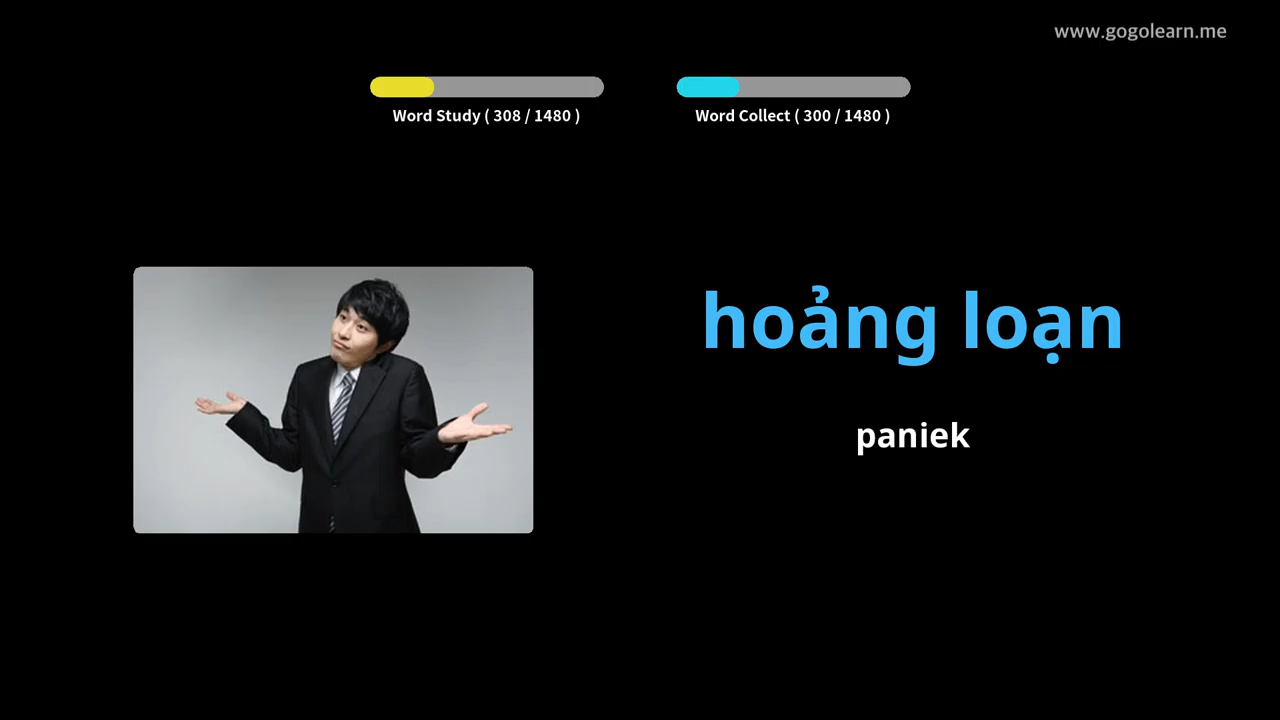 www.gogolearn.me
Word Study ( 308 / 1480 )
Word Collect ( 300 / 1480 )
hoảng loạn
paniek